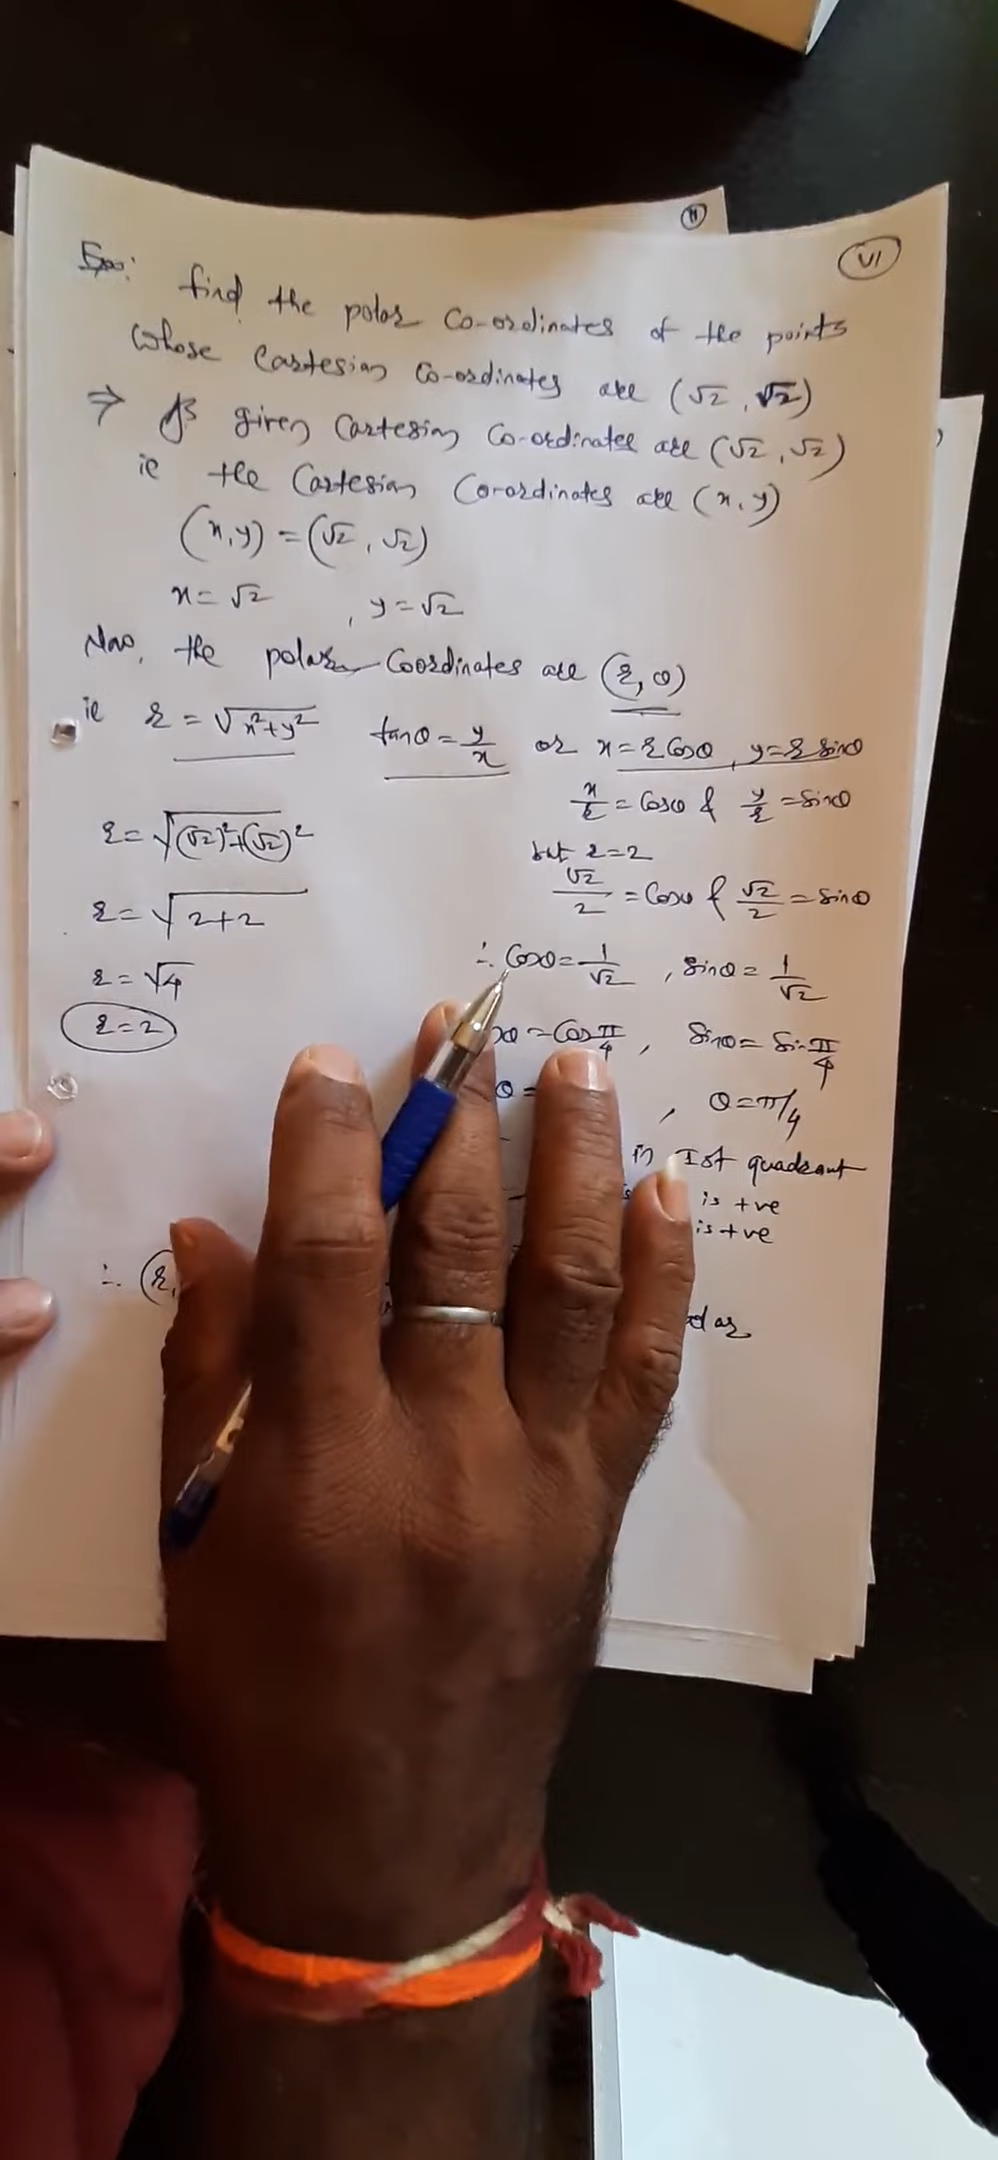 VI
Ex: find the polar Co-ordinates of the points
whose Cartesian Co-ordinates are (√2, √2)
⇒ As given Cartesian Co-ordinates are (√2, √2)
ie the Cartesian Co-ordinates are (x, y)
(x, y) = (√2, √2)
x = √2 , y = √2
Now, the polar Coordinates are (r, θ)
ie r = √x²+y² tanθ = y/x or x = r Cosθ, y = r sinθ
x/r = Cosθ & y/r = sinθ
r = √(√2)²+(√2)²
but r = 2
√2/2 = Cosθ & √2/2 = sinθ
r = √2+2
∴ Cosθ = 1/√2 , sinθ = 1/√2
r = √4
r = 2
θ = Cos π/4 , Sinθ = Sin π/4
θ = , θ = π/4
in Ist quadrant
is +ve
is +ve
∴ (r,